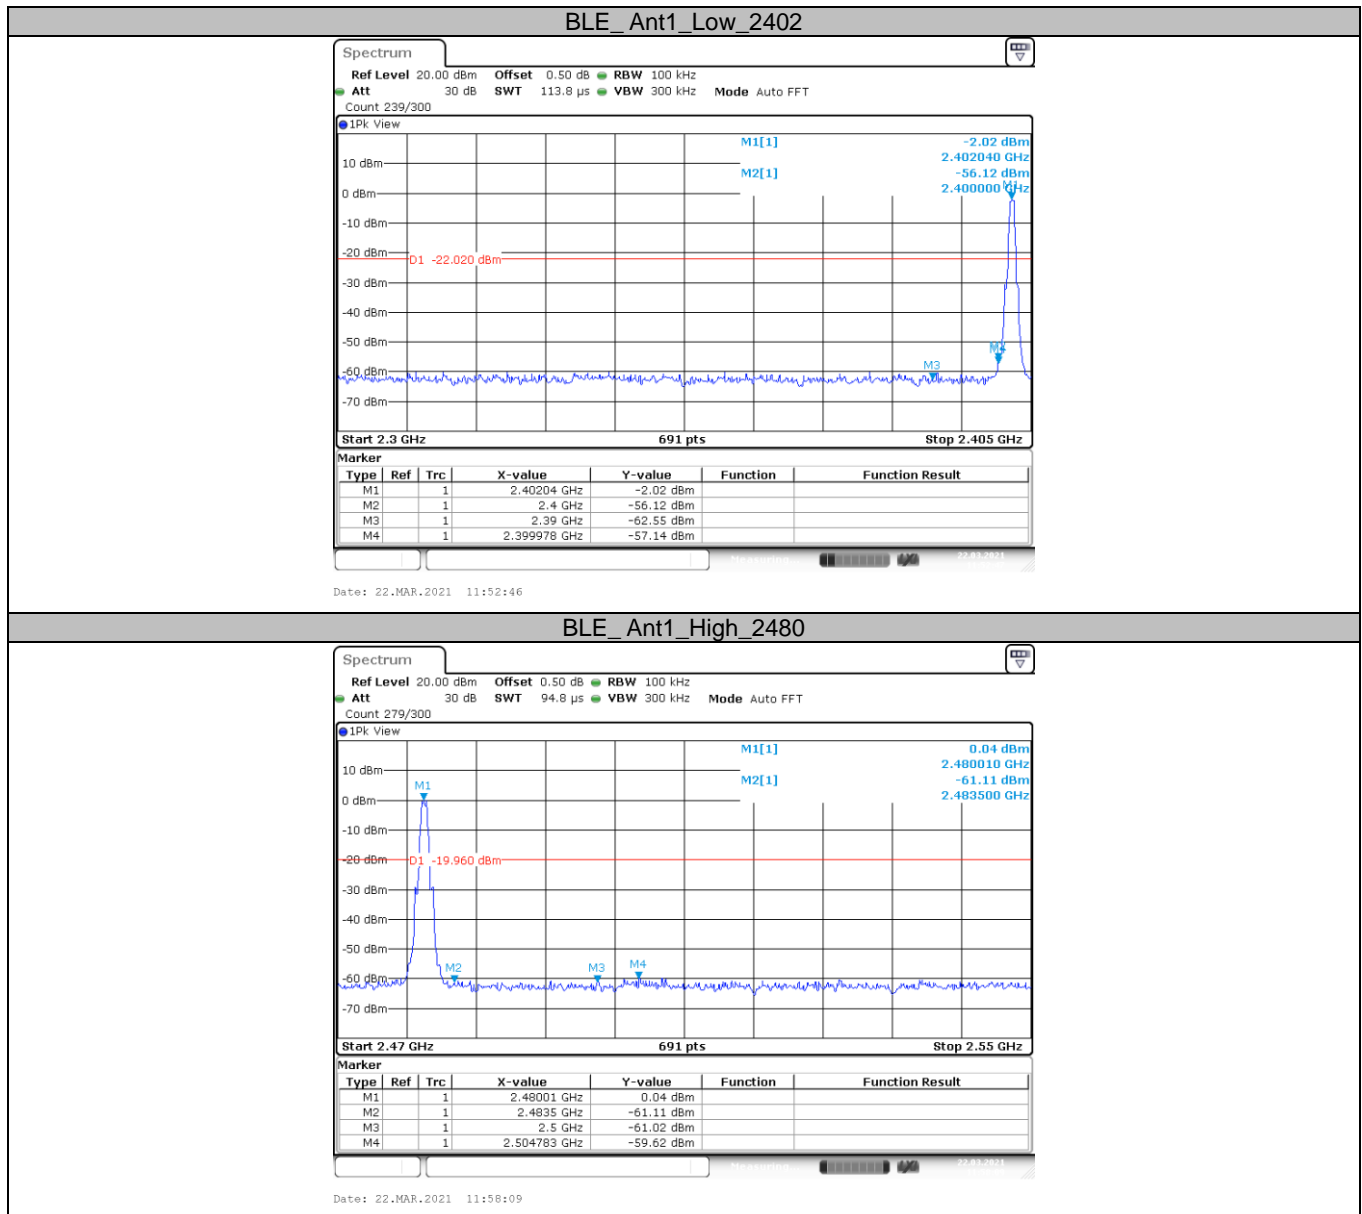 BLE_ Ant1_Low_2402
Spectrum
Ref Level 20.00 dBm Offset 0.50 dB RBW 100 kHz
Att 30 dB SWT 113.8 µs VBW 300 kHz Mode Auto FFT
Count 239/300
1Pk View
M1[1] -2.02 dBm
2.402040 GHz
M2[1] -56.12 dBm
2.400000 GHz
M1
10 dBm
0 dBm
-10 dBm
-20 dBm
D1 -22.020 dBm
-30 dBm
-40 dBm
-50 dBm
M3
-60 dBm
-70 dBm
Start 2.3 GHz 691 pts Stop 2.405 GHz
Marker
Type Ref Trc X-value Y-value Function Function Result
M1 1 2.40204 GHz -2.02 dBm
M2 1 2.4 GHz -56.12 dBm
M3 1 2.39 GHz -62.55 dBm
M4 1 2.399978 GHz -57.14 dBm
Measuring... 22.03.2021
Date: 22.MAR.2021 11:52:46
BLE_ Ant1_High_2480
Spectrum
Ref Level 20.00 dBm Offset 0.50 dB RBW 100 kHz
Att 30 dB SWT 94.8 µs VBW 300 kHz Mode Auto FFT
Count 279/300
1Pk View
M1[1] 0.04 dBm
2.480010 GHz
M2[1] -61.11 dBm
2.483500 GHz
10 dBm
M1
0 dBm
-10 dBm
-20 dBm
D1 -19.960 dBm
-30 dBm
-40 dBm
-50 dBm
M2 M3 M4
-60 dBm
-70 dBm
Start 2.47 GHz 691 pts Stop 2.55 GHz
Marker
Type Ref Trc X-value Y-value Function Function Result
M1 1 2.48001 GHz 0.04 dBm
M2 1 2.4835 GHz -61.11 dBm
M3 1 2.5 GHz -61.02 dBm
M4 1 2.504783 GHz -59.62 dBm
Measuring... 22.03.2021
Date: 22.MAR.2021 11:58:09